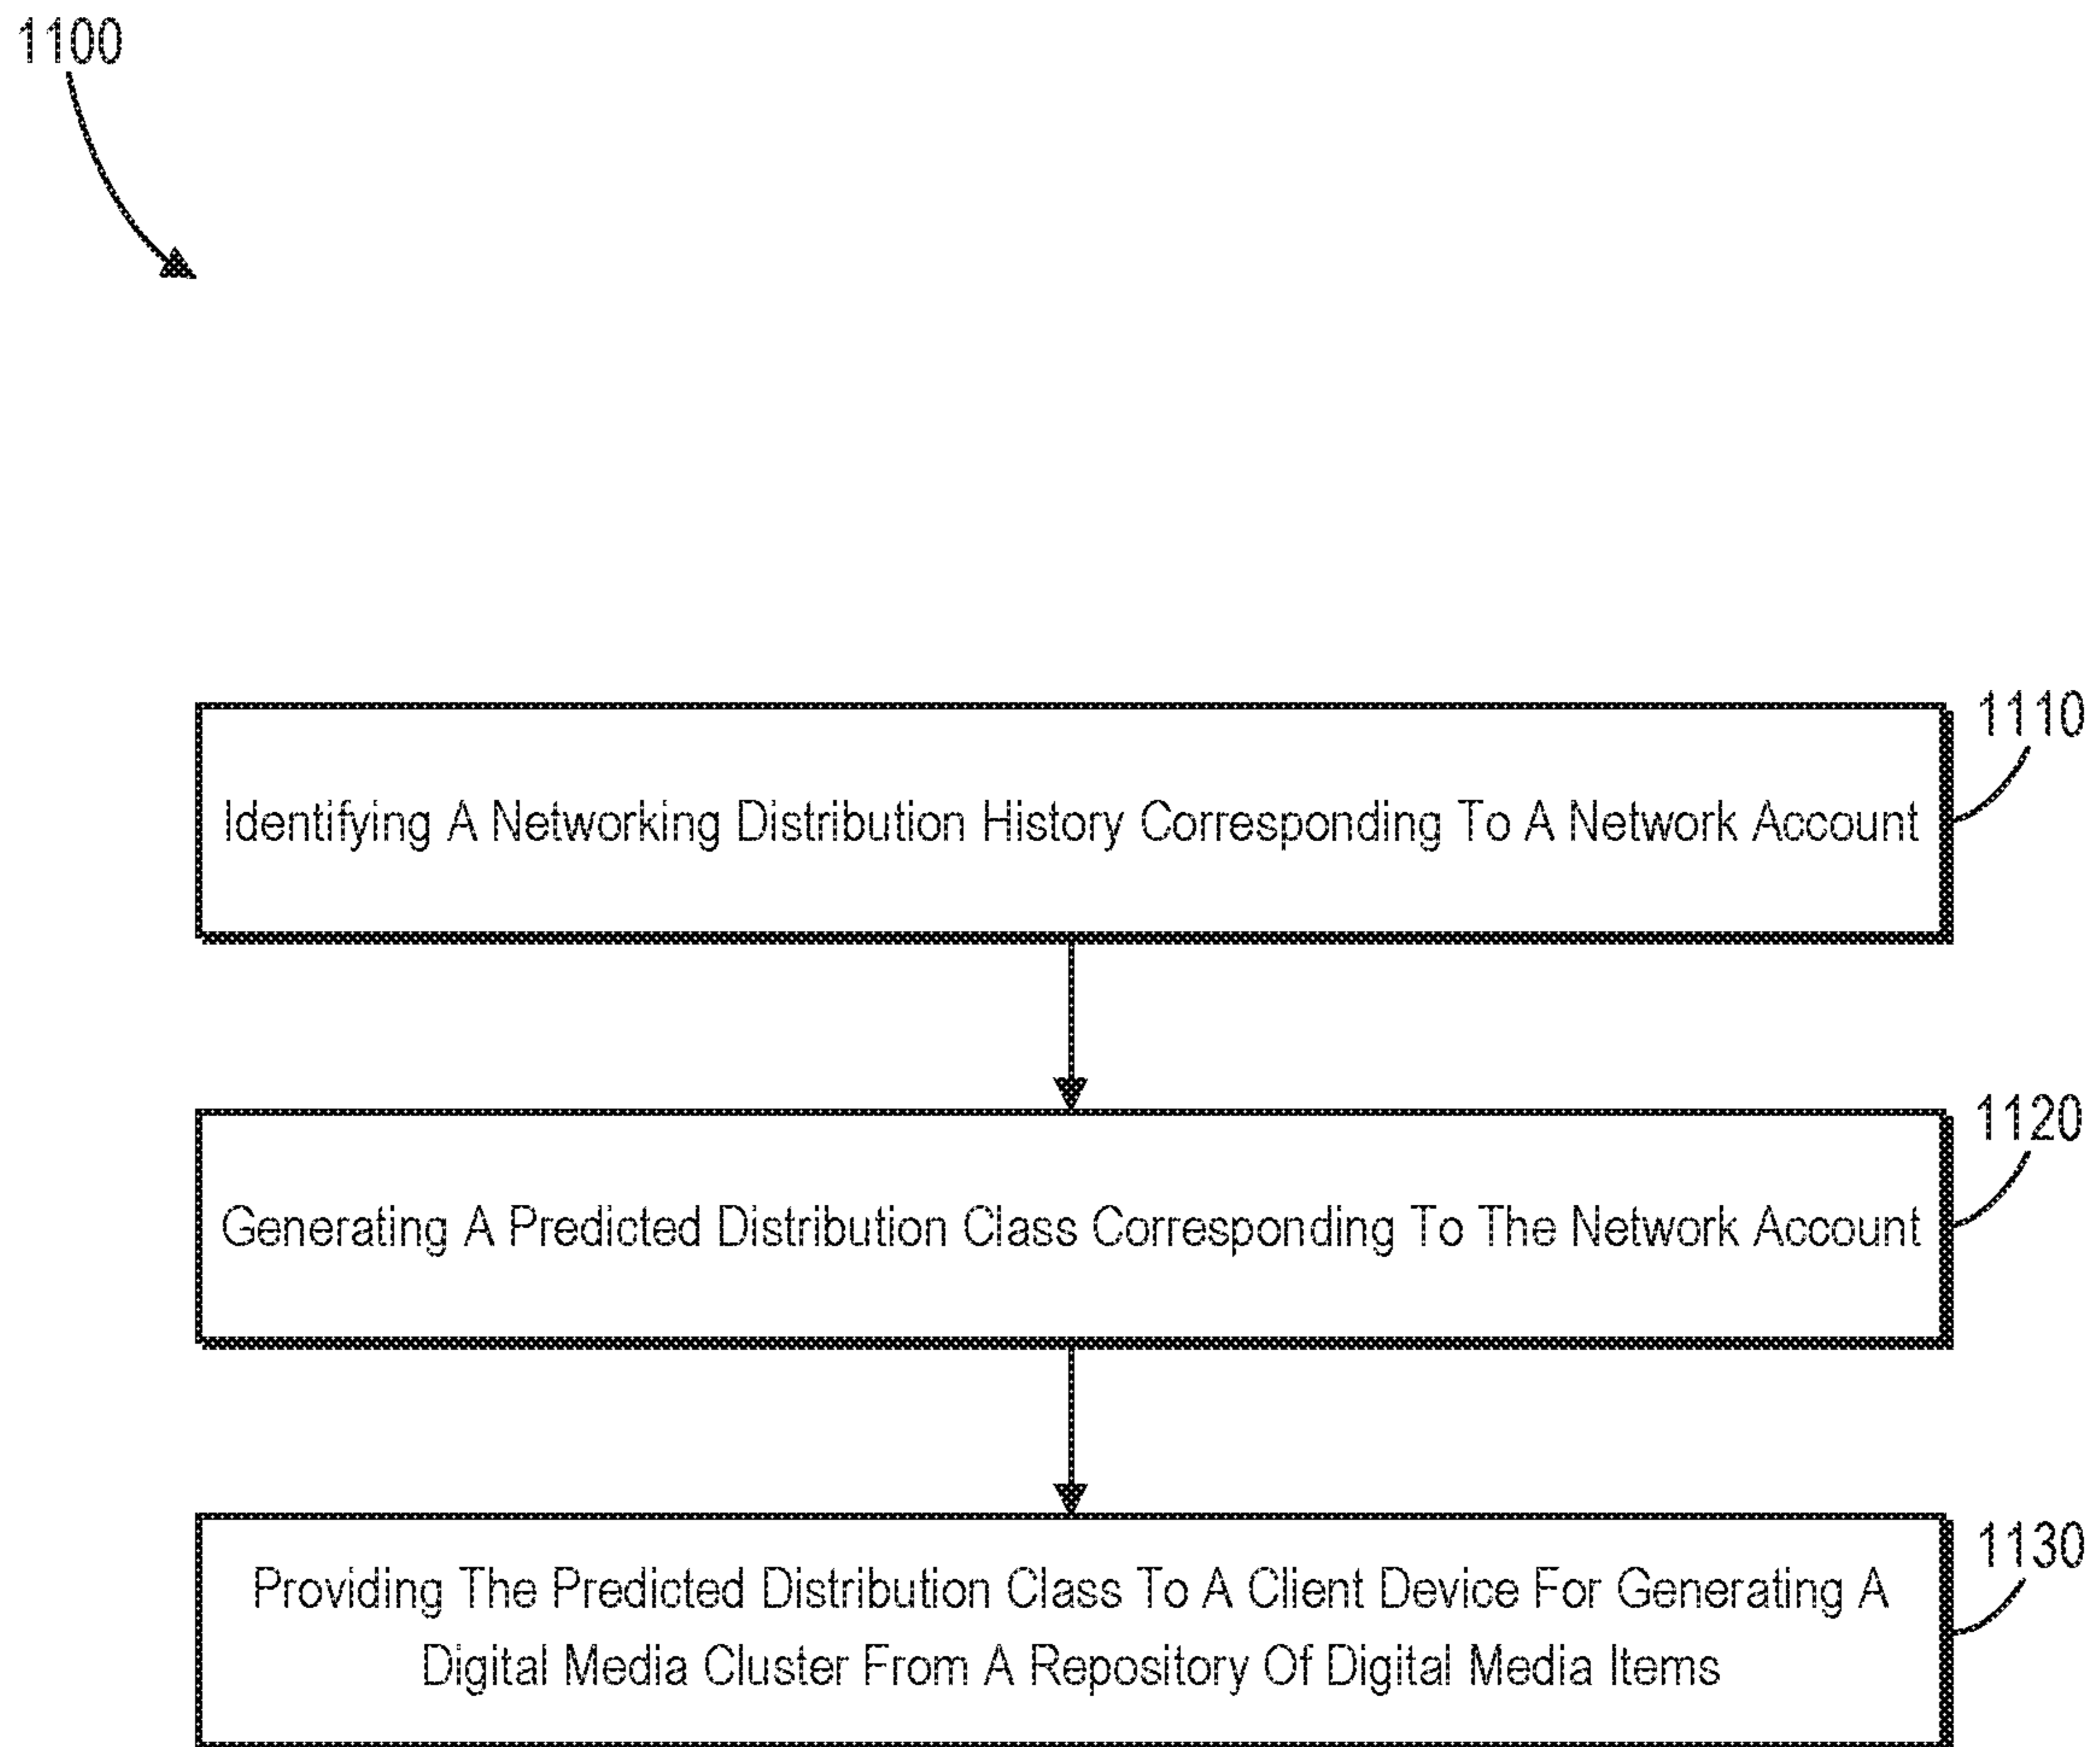 1100
1110
Identifying A Networking Distribution History Corresponding To A Network Account
1120
Generating A Predicted Distribution Class Corresponding To The Network Account
1130
Providing The Predicted Distribution Class To A Client Device For Generating A
Digital Media Cluster From A Repository Of Digital Media Items